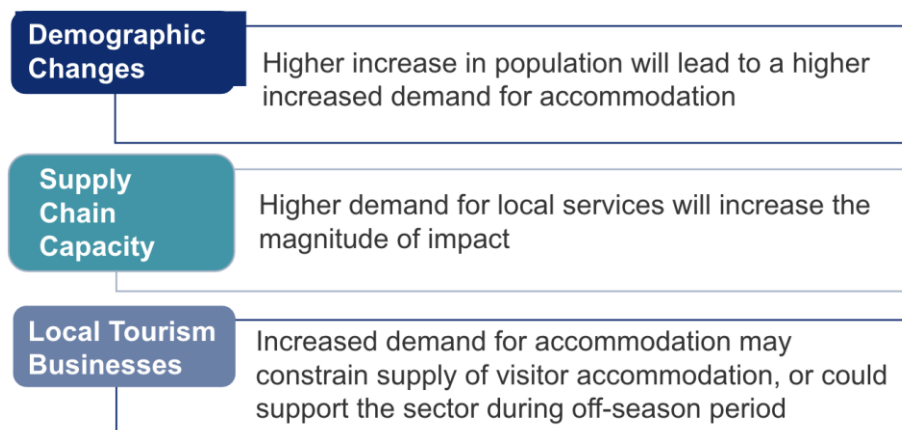 Demographic
Changes
Higher increase in population will lead to a higher
increased demand for accommodation
Supply
Chain
Capacity
Higher demand for local services will increase the
magnitude of impact
Local Tourism
Businesses
Increased demand for accommodation may
constrain supply of visitor accommodation, or could
support the sector during off-season period